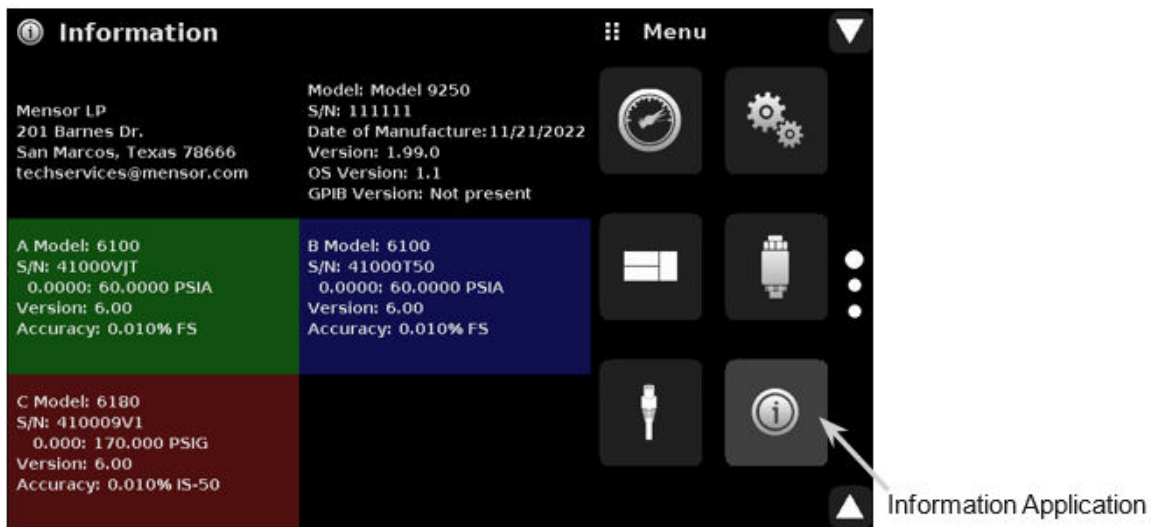 Information
Menu
Mensor LP
201 Barnes Dr.
San Marcos, Texas 78666
techservices@mensor.com
Model: Model 9250
S/N: 111111
Date of Manufacture:11/21/2022
Version: 1.99.0
OS Version: 1.1
GPIB Version: Not present
A Model: 6100
S/N: 41000VJT
0.0000: 60.0000 PSIA
Version: 6.00
Accuracy: 0.010% FS
B Model: 6100
S/N: 41000T50
0.0000: 60.0000 PSIA
Version: 6.00
Accuracy: 0.010% FS
C Model: 6180
S/N: 410009V1
0.000: 170.000 PSIG
Version: 6.00
Accuracy: 0.010% IS-50
Information Application